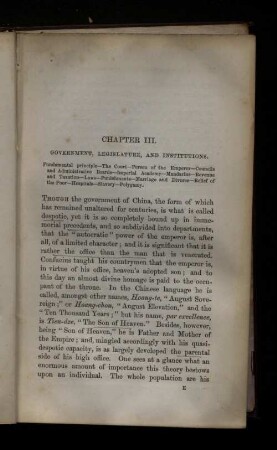 CHAPTER III.
GOVERNMENT, LEGISLATURE, AND INSTITUTIONS.
Fundamental principle—The Court—Person of the Emperor—Councils
and Administrative Boards—Imperial Academy—Mandarins—Revenue
and Taxation—Laws—Punishments—Marriage and Divorce—Relief of
the Poor—Hospitals—Slavery—Polygamy.
THOUGH the government of China, the form of which
has remained unaltered for centuries, is what is called
despotic, yet it is so completely bound up in imme-
morial precedents, and so subdivided into departments,
that the "autocratic" power of the emperor is, after
all, of a limited character; and it is significant that it is
rather the office than the man that is venerated.
Confucius taught his countrymen that the emperor is,
in virtue of his office, heaven's adopted son; and to
this day an almost divine homage is paid to the occu-
pant of the throne. In the Chinese language he is
called, amongst other names, Hoang-te, "August Sove-
reign;" or Hoang-shan, "August Elevation," and the
"Ten Thousand Years;" but his name, par excellence,
is Tien-dze, "The Son of Heaven." Besides, however,
being "Son of Heaven," he is Father and Mother of
the Empire; and, mingled accordingly with his quasi-
despotic capacity, is as largely developed the parental
side of his high office. One sees at a glance what an
enormous amount of importance this theory bestows
upon an individual. The whole population are his
E